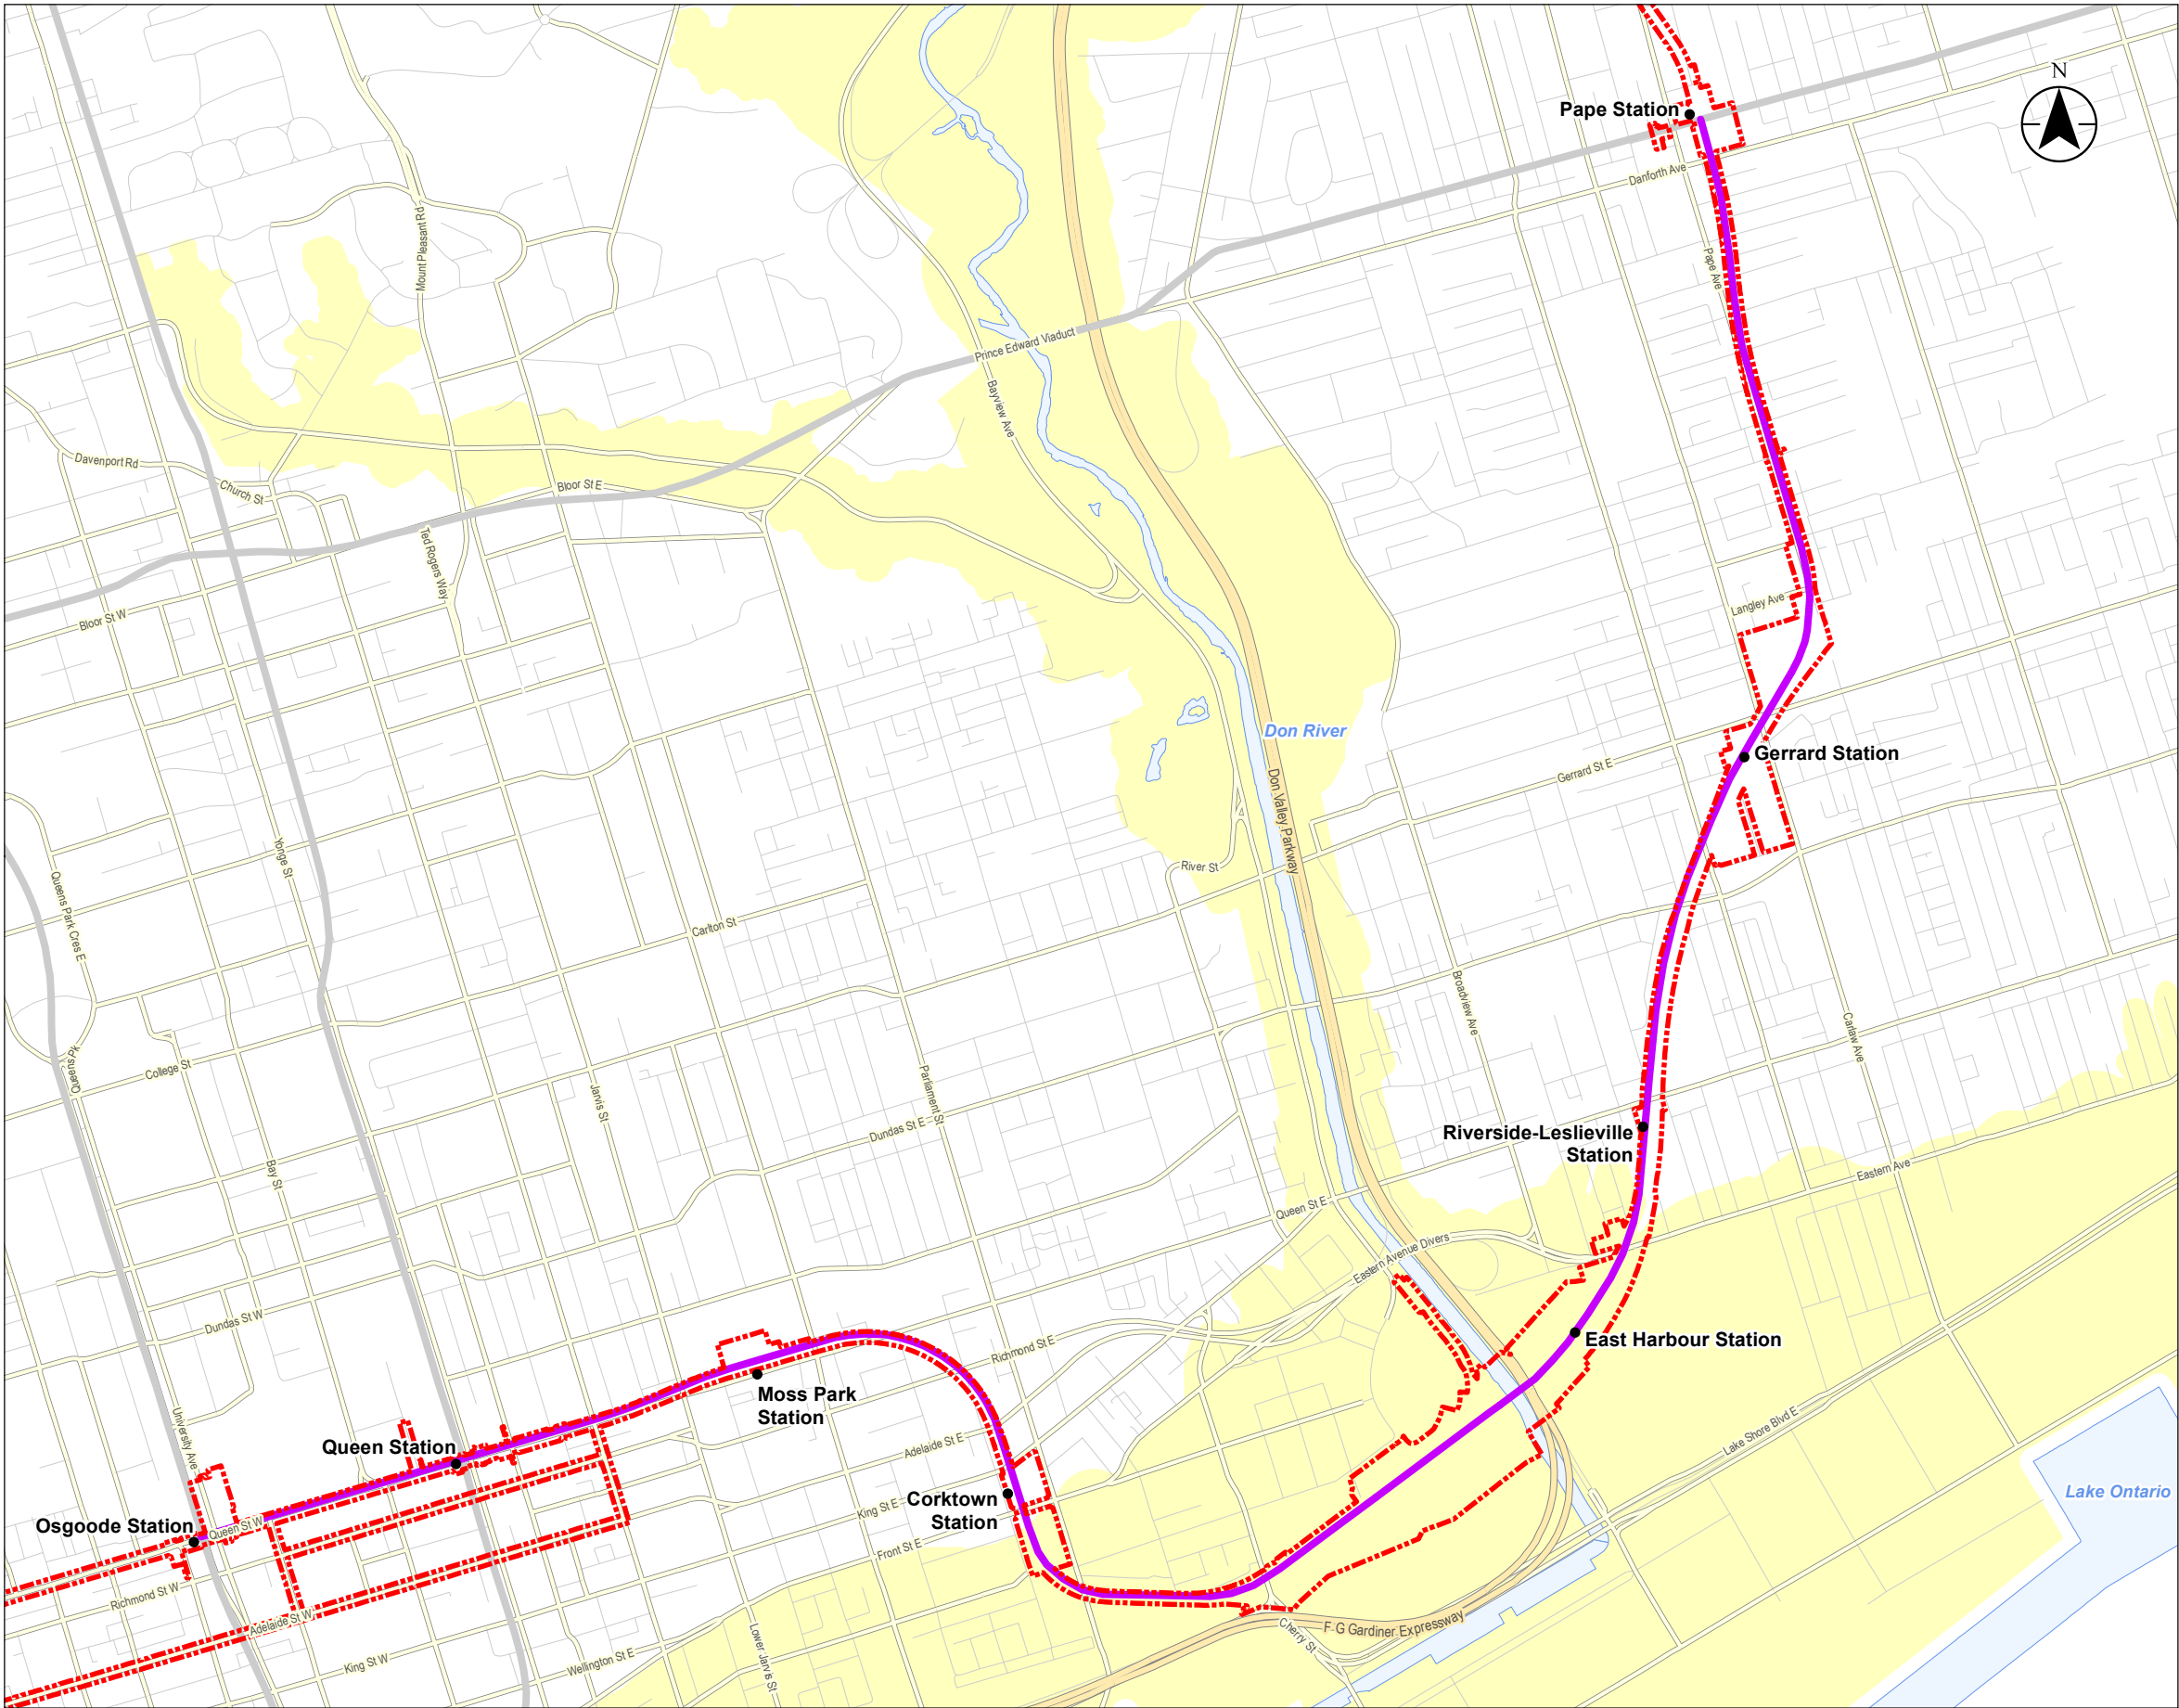 N
Pape Station
Danforth Ave
Mount Pleasant Rd
Pape Ave
Prince Edward Viaduct
Bayview Ave
Davenport Rd
Church St
Bloor St E
Ted Rogers Way
Bloor St W
Langley Ave
Don River
Gerrard Station
Gerrard St E
Don Valley Parkway
Yonge St
River St
Queens Park Cres E
Carlton St
Broadview Ave
Carlaw Ave
Queens Pk
College St
Jarvis St
Parliament St
Dundas St E
Riverside-Leslieville
Station
Bay St
Eastern Ave
Queen St E
Eastern Avenue Divers
Dundas St W
Richmond St E
East Harbour Station
Moss Park
Station
University Ave
Queen Station
Adelaide St E
Lake Shore Blvd E
Lake Ontario
Corktown
Station
King St E
Osgoode Station
Queen St W
Front St E
Richmond St W
Adelaide St W
F G Gardiner Expressway
Cherry St
Lower Jarvis St
King St W
Wellington St E